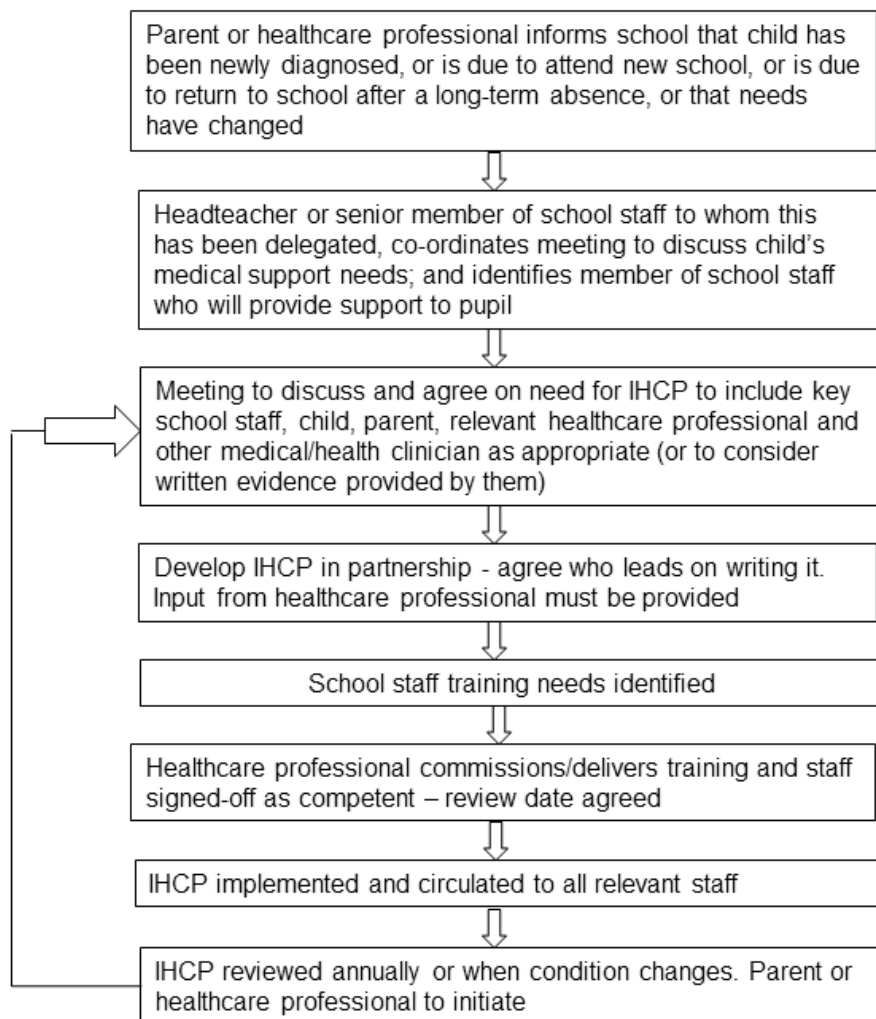 Parent or healthcare professional informs school that child has
been newly diagnosed, or is due to attend new school, or is due
to return to school after a long-term absence, or that needs
have changed
Headteacher or senior member of school staff to whom this
has been delegated, co-ordinates meeting to discuss child's
medical support needs; and identifies member of school staff
who will provide support to pupil
Meeting to discuss and agree on need for IHCP to include key
school staff, child, parent, relevant healthcare professional and
other medical/health clinician as appropriate (or to consider
written evidence provided by them)
Develop IHCP in partnership - agree who leads on writing it.
Input from healthcare professional must be provided
School staff training needs identified
Healthcare professional commissions/delivers training and staff
signed-off as competent – review date agreed
IHCP implemented and circulated to all relevant staff
IHCP reviewed annually or when condition changes. Parent or
healthcare professional to initiate